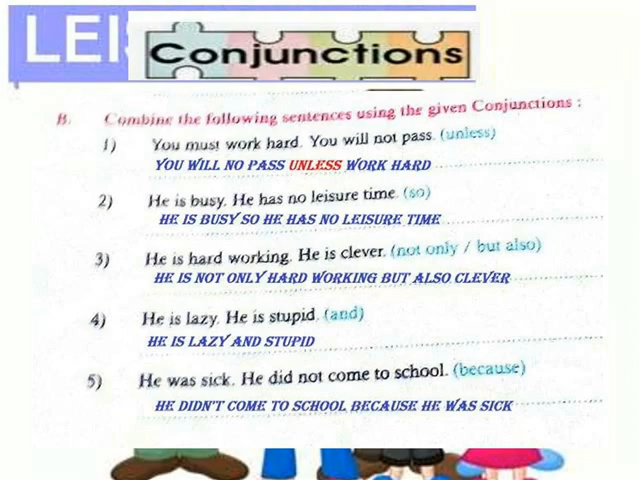 LEIS
Conjunctions
B. Combine the following sentences using the given Conjunctions :
1) You must work hard. You will not pass. (unless)
YOU WILL NO PASS UNLESS WORK HARD
2) He is busy. He has no leisure time. (so)
HE IS BUSY SO HE HAS NO LEISURE TIME
3) He is hard working. He is clever. (not only / but also)
HE IS NOT ONLY HARD WORKING BUT ALSO CLEVER
4) He is lazy. He is stupid. (and)
HE IS LAZY AND STUPID
5) He was sick. He did not come to school. (because)
HE DIDN'T COME TO SCHOOL BECAUSE HE WAS SICK